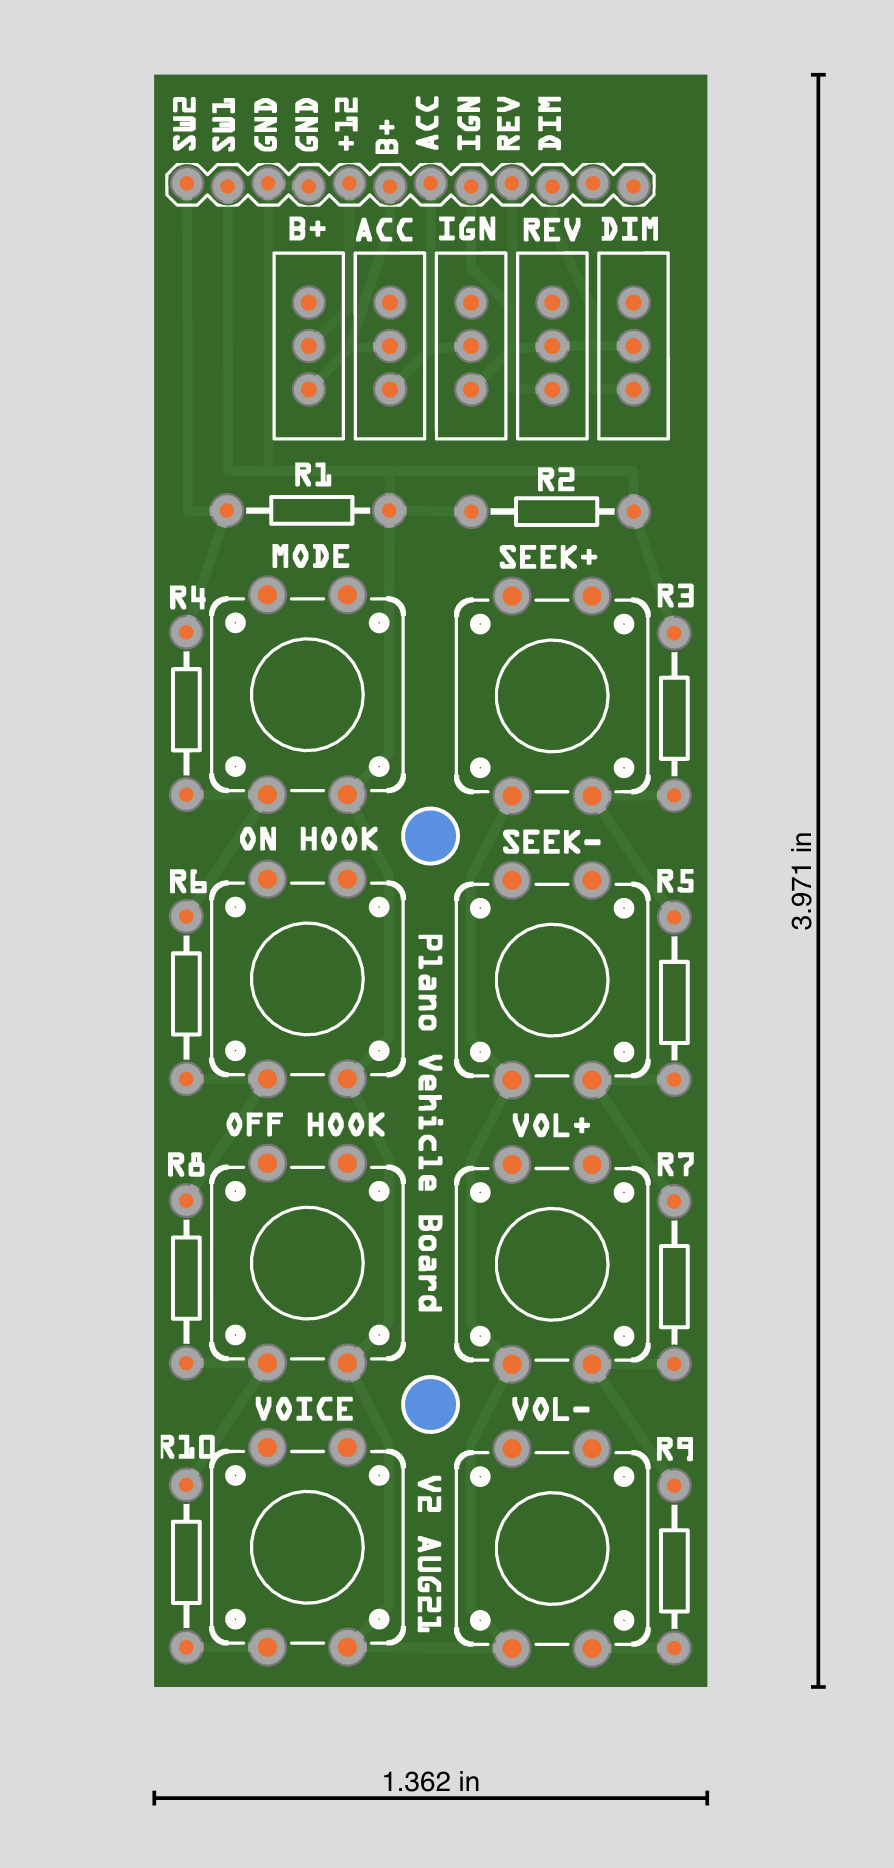 SW2 SW1 GND GND +12 B+ ACC IGN REV DIM
B+ ACC IGN REV DIM
R1 R2
MODE SEEK+
R4 R3
ON HOOK SEEK-
R6 R5
Plano Vehicle Board
OFF HOOK VOL+
R8 R7
VOICE VOL-
R10 R9
V2 AUG21
3.971 in
1.362 in